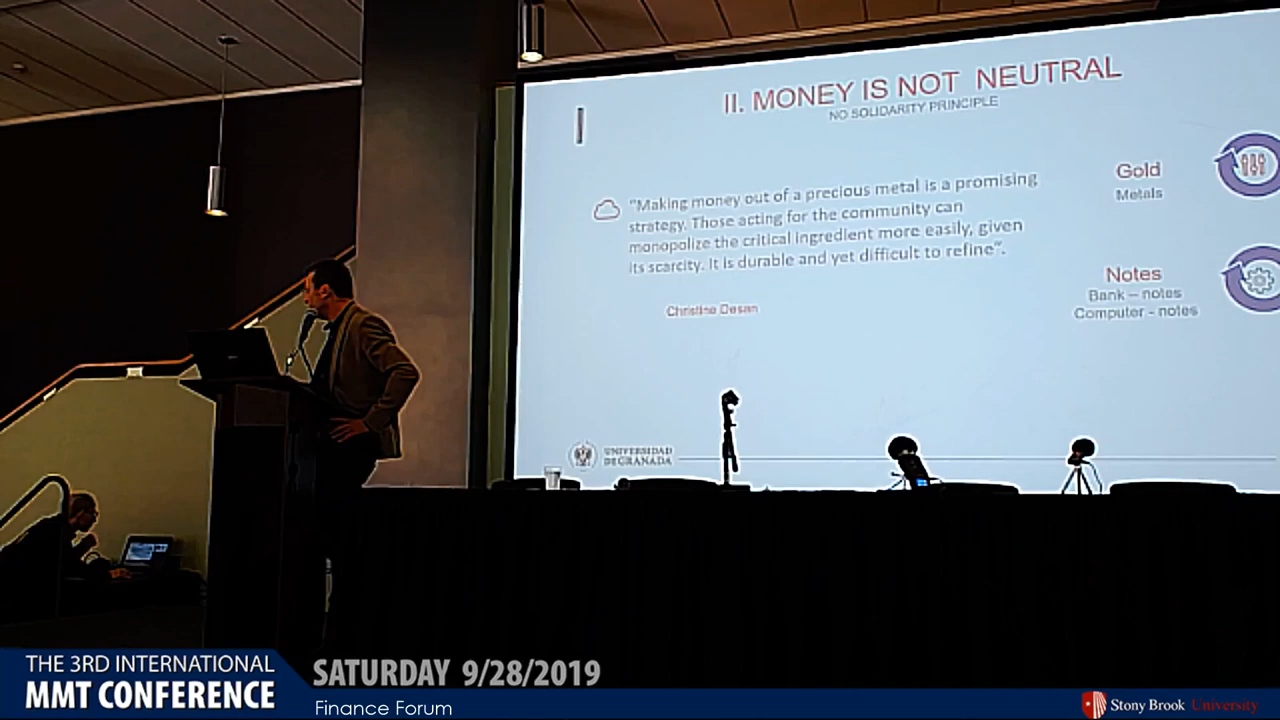 II. MONEY IS NOT NEUTRAL
NO SOLIDARITY PRINCIPLE
"Making money out of a precious metal is a promising
strategy. Those acting for the community can
monopolize the critical ingredient more easily, given
its scarcity. It is durable and yet difficult to refine".
Christine Desan
Gold
Metals
Notes
Bank – notes
Computer - notes
UNIVERSIDAD
DE GRANADA
THE 3RD INTERNATIONAL
MMT CONFERENCE
SATURDAY 9/28/2019
Finance Forum
Stony Brook University